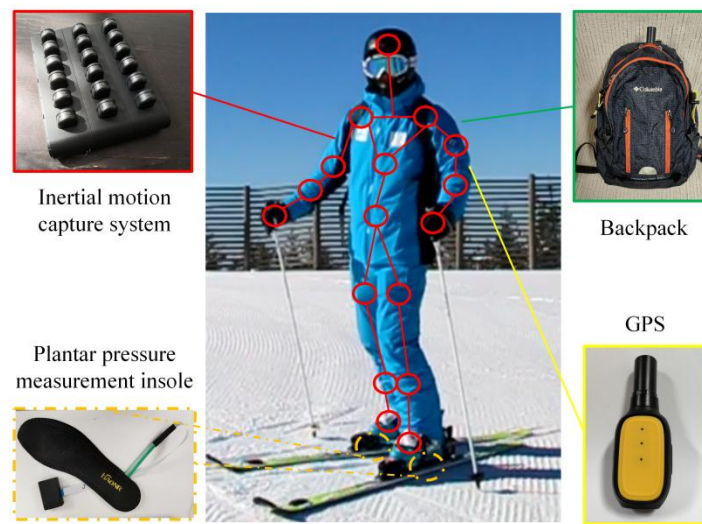 Inertial motion
capture system
Columbia
Backpack
Plantar pressure
measurement insole
GPS